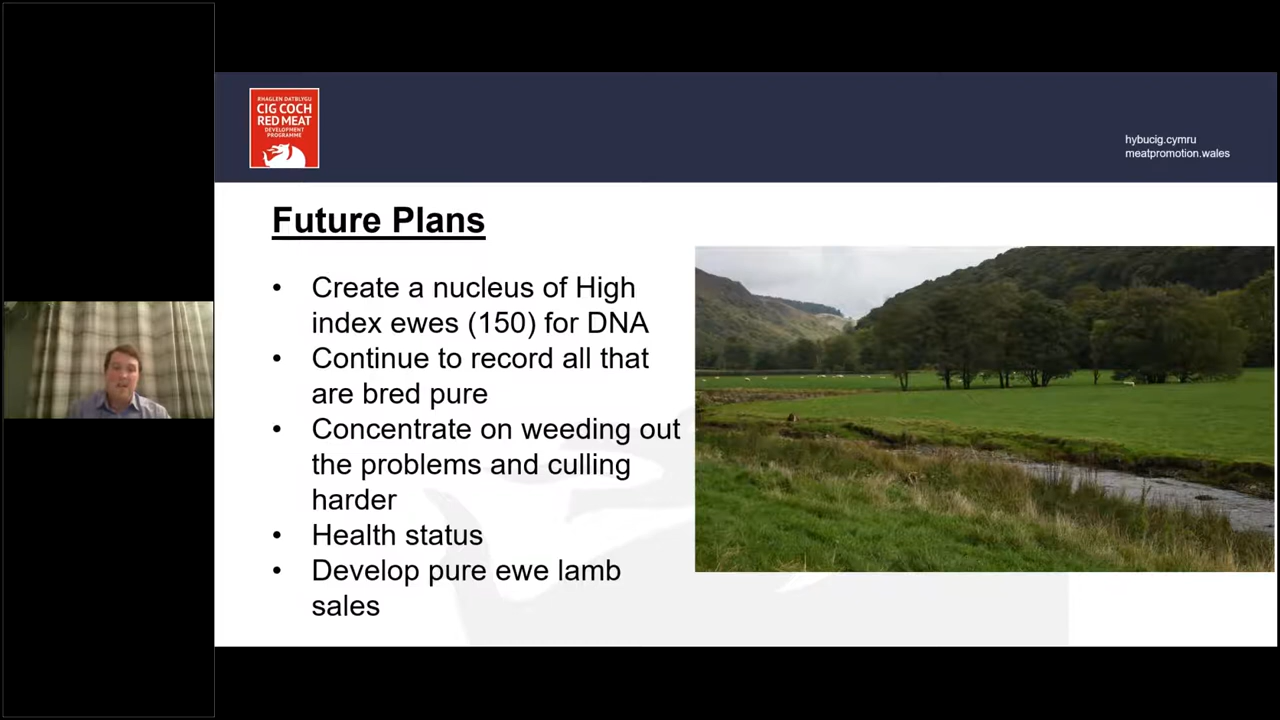 RHAGLEN DATBLYGU
CIG COCH
RED MEAT
DEVELOPMENT
PROGRAMME
hybucig.cymru
meatpromotion.wales
Future Plans
• Create a nucleus of High
index ewes (150) for DNA
• Continue to record all that
are bred pure
• Concentrate on weeding out
the problems and culling
harder
• Health status
• Develop pure ewe lamb
sales